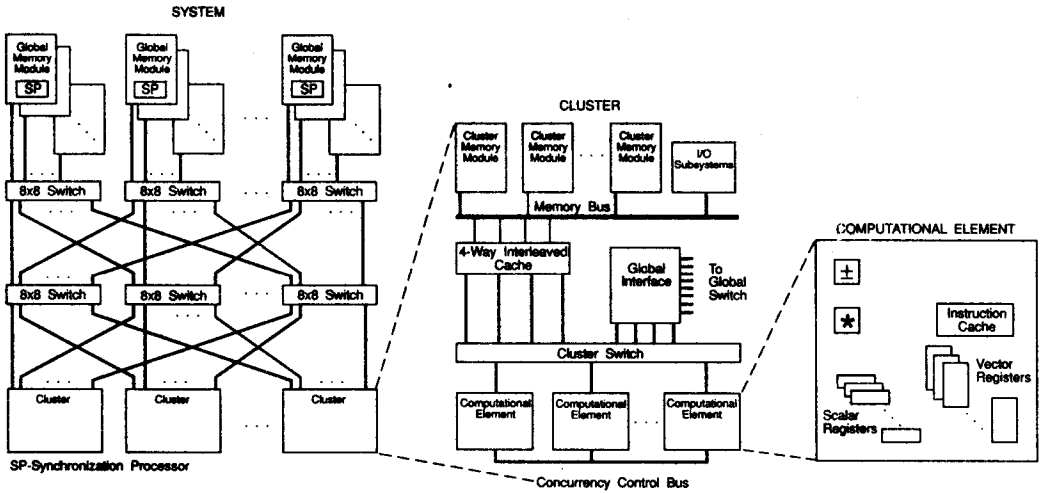 SYSTEM
Global Memory Module
SP
Global Memory Module
SP
Global Memory Module
SP
8x8 Switch
8x8 Switch
8x8 Switch
8x8 Switch
8x8 Switch
8x8 Switch
Cluster
Cluster
Cluster
SP-Synchronization Processor
CLUSTER
Cluster Memory Module
Cluster Memory Module
Cluster Memory Module
I/O Subsystems
Memory Bus
4-Way Interleaved Cache
Global Interface
To Global Switch
Cluster Switch
Computational Element
Computational Element
Computational Element
Concurrency Control Bus
COMPUTATIONAL ELEMENT
±
*
Instruction Cache
Vector Registers
Scalar Registers